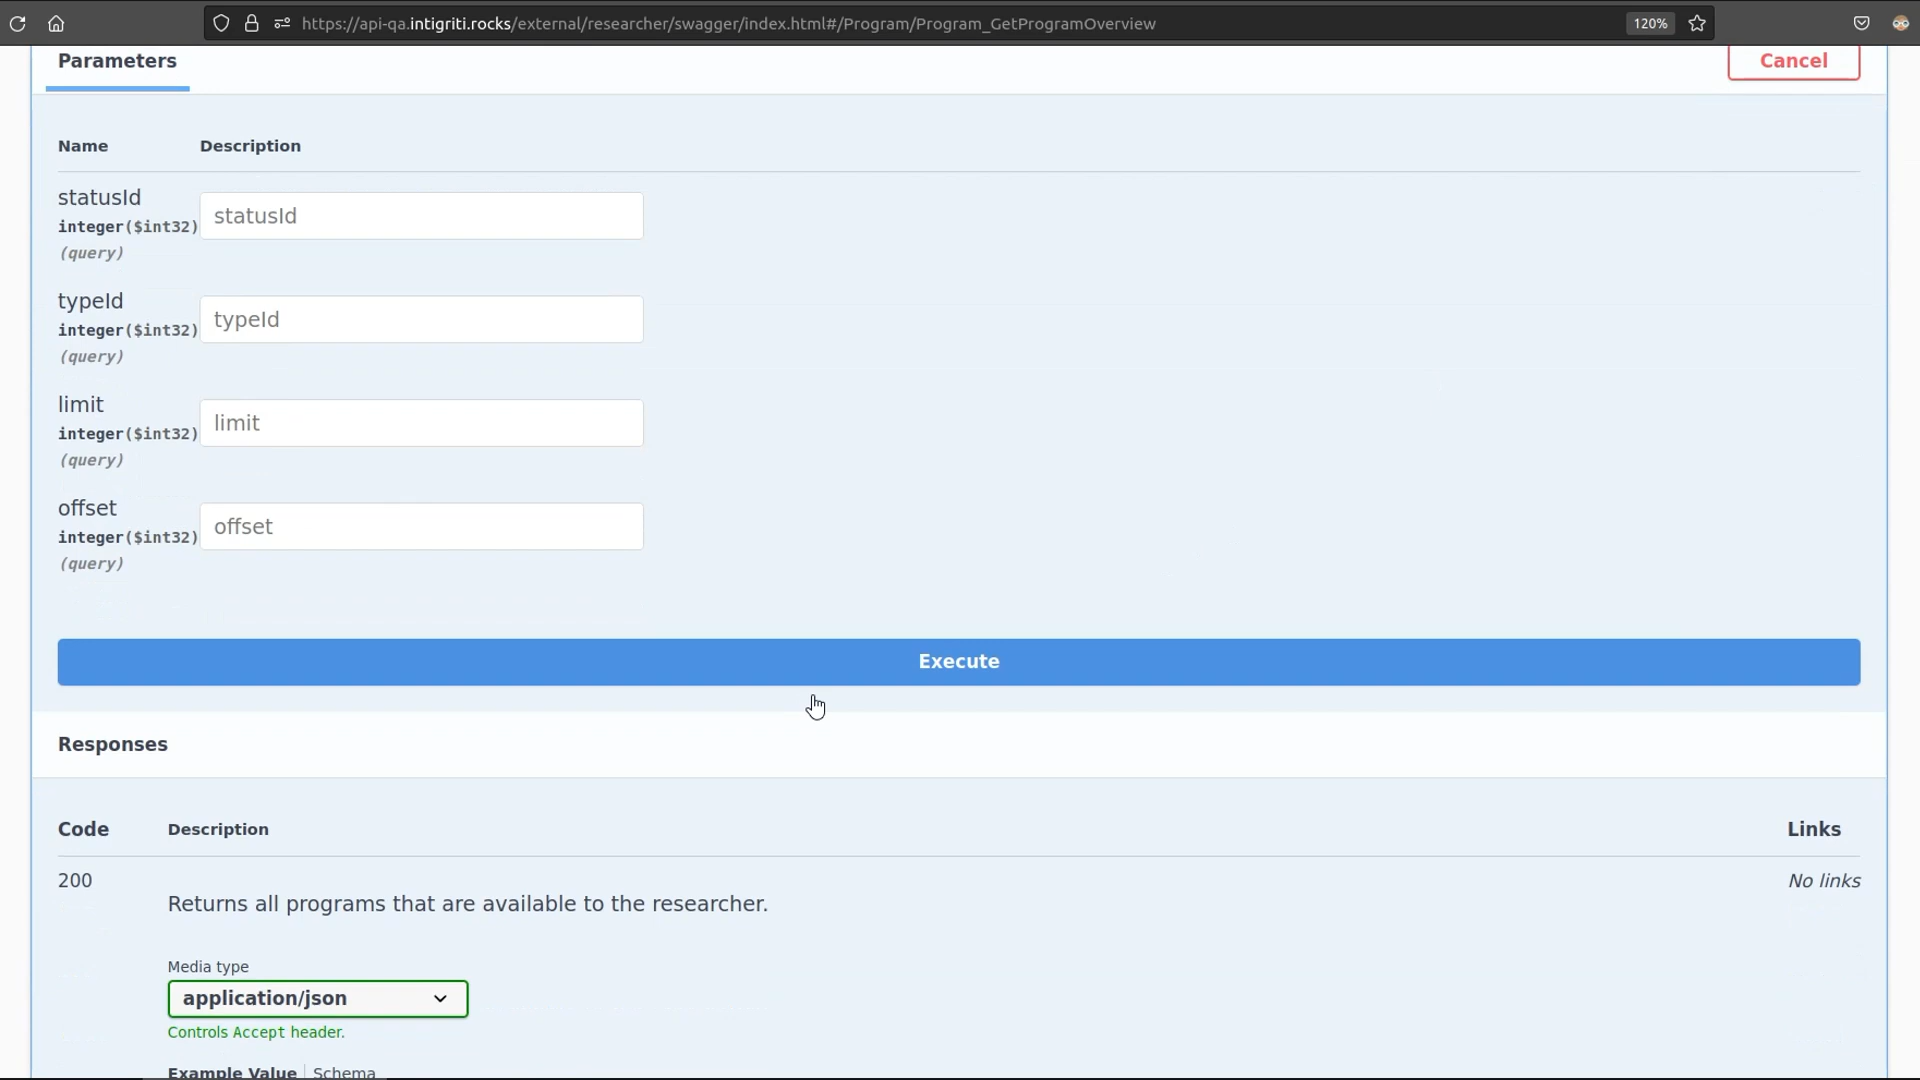 https://api-qa.intigriti.rocks/external/researcher/swagger/index.html#/Program/Program_GetProgramOverview 120%
Parameters Cancel
Name Description
statusId
integer($int32)
(query)
statusId
typeId
integer($int32)
(query)
typeId
limit
integer($int32)
(query)
limit
offset
integer($int32)
(query)
offset
Execute
Responses
Code Description Links
200 No links
Returns all programs that are available to the researcher.
Media type
application/json
Controls Accept header.
Example Value Schema